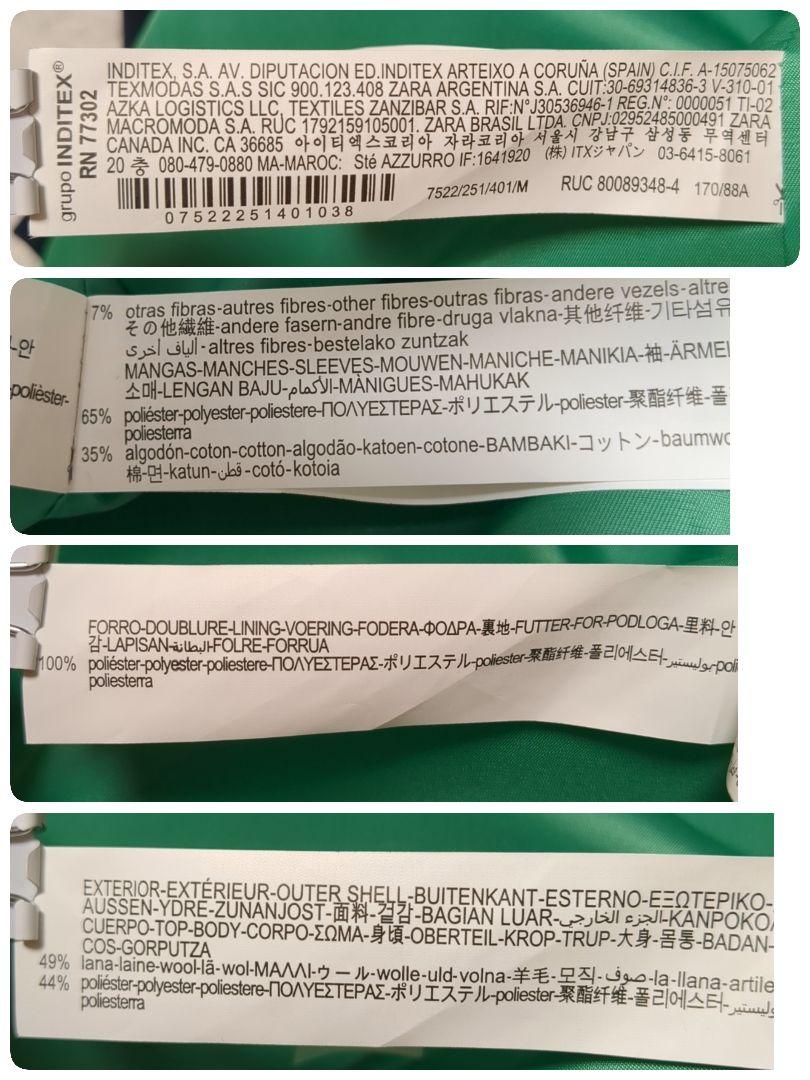 grupo INDITEX®
RN 77302
INDITEX, S.A. AV. DIPUTACION ED.INDITEX ARTEIXO A CORUÑA (SPAIN) C.I.F. A-15075062
TEXMODAS S.A.S SIC 900.123.408 ZARA ARGENTINA S.A. CUIT:30-69314836-3 V-310-01
AZKA LOGISTICS LLC, TEXTILES ZANZIBAR S.A. RIF:N°J30536946-1 REG.N°: 0000051 TI-02
MACROMODA S.A. RUC 1792159105001. ZARA BRASIL LTDA. CNPJ:02952485000491 ZARA
CANADA INC. CA 36685 아이티엑스코리아 자라코리아 서울시 강남구 삼성동 무역센터
20 층 080-479-0880 MA-MAROC: Sté AZZURRO IF:1641920 (株) ITXジャパン 03-6415-8061
7522/251/401/M RUC 80089348-4 170/88A
07522251401038
-안
-poliéster-
7% otras fibras-autres fibres-other fibres-outras fibras-andere vezels-altre
その他繊維-andere fasern-andre fibre-druga vlakna-其他纤维-기타섬유
ألياف أخرى-altres fibres-bestelako zuntzak
MANGAS-MANCHES-SLEEVES-MOUWEN-MANICHE-MANIKIA-袖-ÄRMEL
소매-LENGAN BAJU-الأكمام-MÀNIGUES-MAHUKAK
65% poliéster-polyester-poliestere-ΠΟΛΥΕΣΤΕΡΑΣ-ポリエステル-poliester-聚酯纤维-폴
poliesterra
35% algodón-coton-cotton-algodão-katoen-cotone-BAMBAKI-コットン-baumwo
棉-면-katun-قطن-cotó-kotoia
FORRO-DOUBLURE-LINING-VOERING-FODERA-ΦΟΔΡΑ-裏地-FUTTER-FOR-PODLOGA-里料-안
감-LAPISAN-البطانة-FOLRE-FORRUA
100% poliéster-polyester-poliestere-ΠΟΛΥΕΣΤΕΡΑΣ-ポリエステル-poliester-聚酯纤维-폴리에스터-بوليستير-poli
poliesterra
EXTERIOR-EXTÉRIEUR-OUTER SHELL-BUITENKANT-ESTERNO-ΕΞΩΤΕΡΙΚΟ-
AUSSEN-YDRE-ZUNANJOST-面料-겉감-BAGIAN LUAR-الجزء الخارجي-KANPOKOA
CUERPO-TOP-BODY-CORPO-ΣΩΜΑ-身頃-OBERTEIL-KROP-TRUP-大身-몸통-BADAN-
COS-GORPUTZA
49% lana-laine-wool-lã-wol-ΜΑΛΛΙ-ウール-wolle-uld-volna-羊毛-모직-صوف-la-llana-artile
44% poliéster-polyester-poliestere-ΠΟΛΥΕΣΤΕΡΑΣ-ポリエステル-poliester-聚酯纤维-폴리에스터-بوليستير
poliesterra